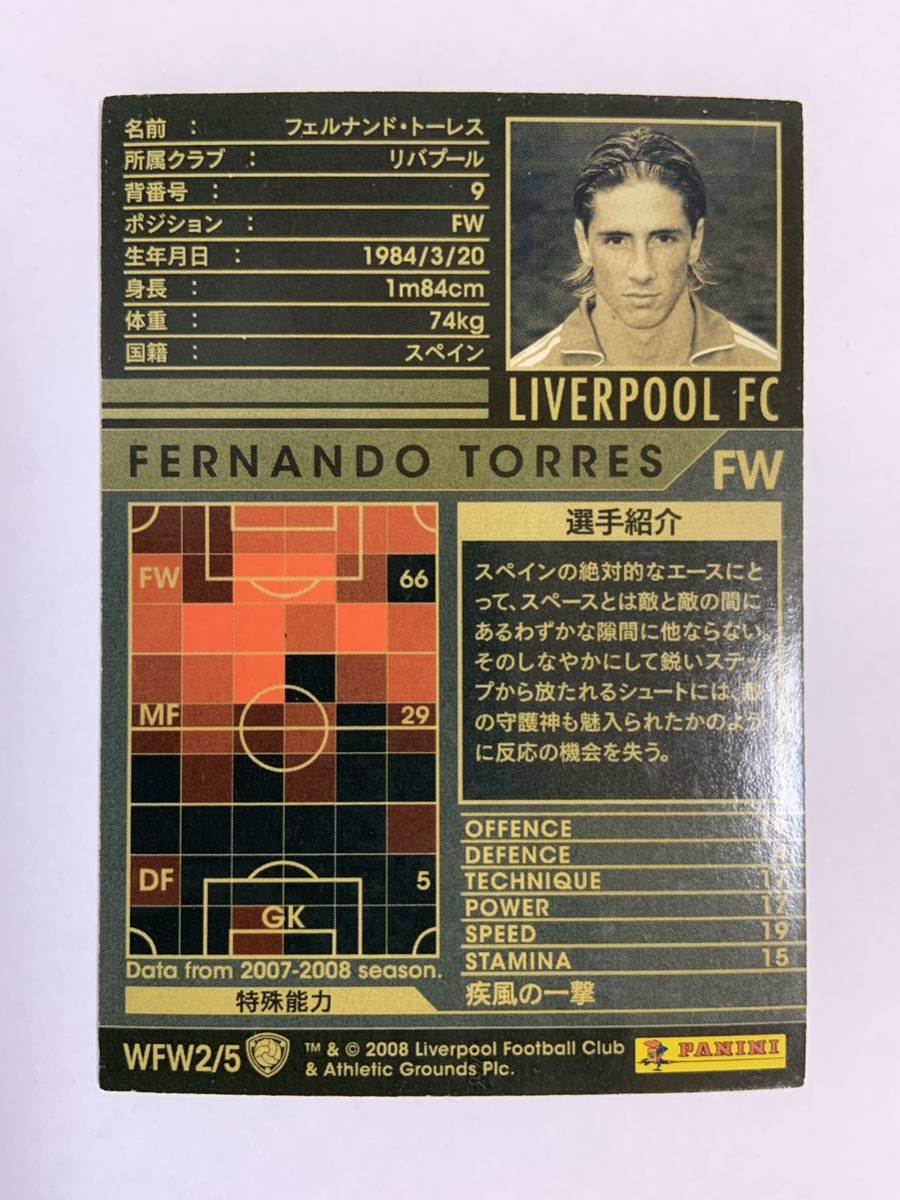 名前 : フェルナンド・トーレス
所属クラブ : リバプール
背番号 : 9
ポジション : FW
生年月日 : 1984/3/20
身長 : 1m84cm
体重 : 74kg
国籍 : スペイン
LIVERPOOL FC
FERNANDO TORRES
FW
FW 66
MF 29
DF 5
GK
Data from 2007-2008 season.
選手紹介
スペインの絶対的なエースにと
って、スペースとは敵と敵の間に
あるわずかな隙間に他ならない。
そのしなやかにして鋭いステッ
プから放たれるシュートには、敵
の守護神も魅入られたかのよう
に反応の機会を失う。
OFFENCE
DEFENCE
TECHNIQUE 17
POWER 17
SPEED 19
STAMINA 15
特殊能力
疾風の一撃
WFW2/5
™ & © 2008 Liverpool Football Club
& Athletic Grounds Plc.
PANINI